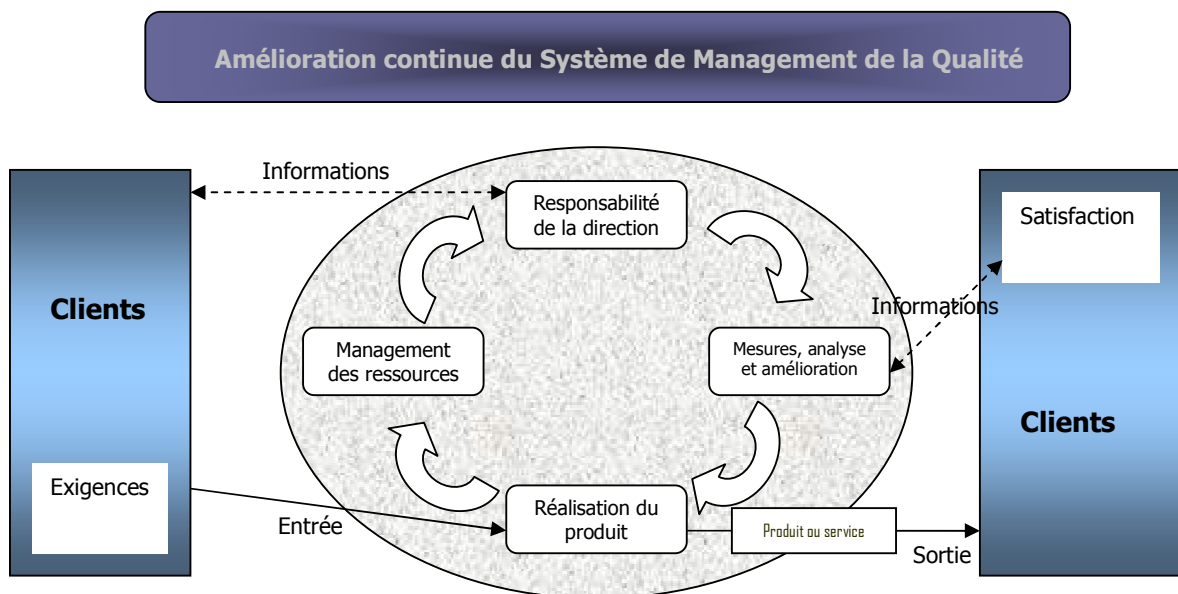 Amélioration continue du Système de Management de la Qualité
Informations
Responsabilité
de la direction
Satisfaction
Clients
Informations
Management
des ressources
Mesures, analyse
et amélioration
Clients
Exigences
Entrée
Réalisation du
produit
Produit ou service
Sortie